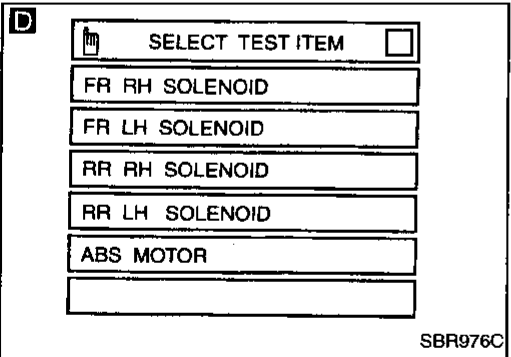 D
SELECT TEST ITEM
FR RH SOLENOID
FR LH SOLENOID
RR RH SOLENOID
RR LH SOLENOID
ABS MOTOR
SBR976C